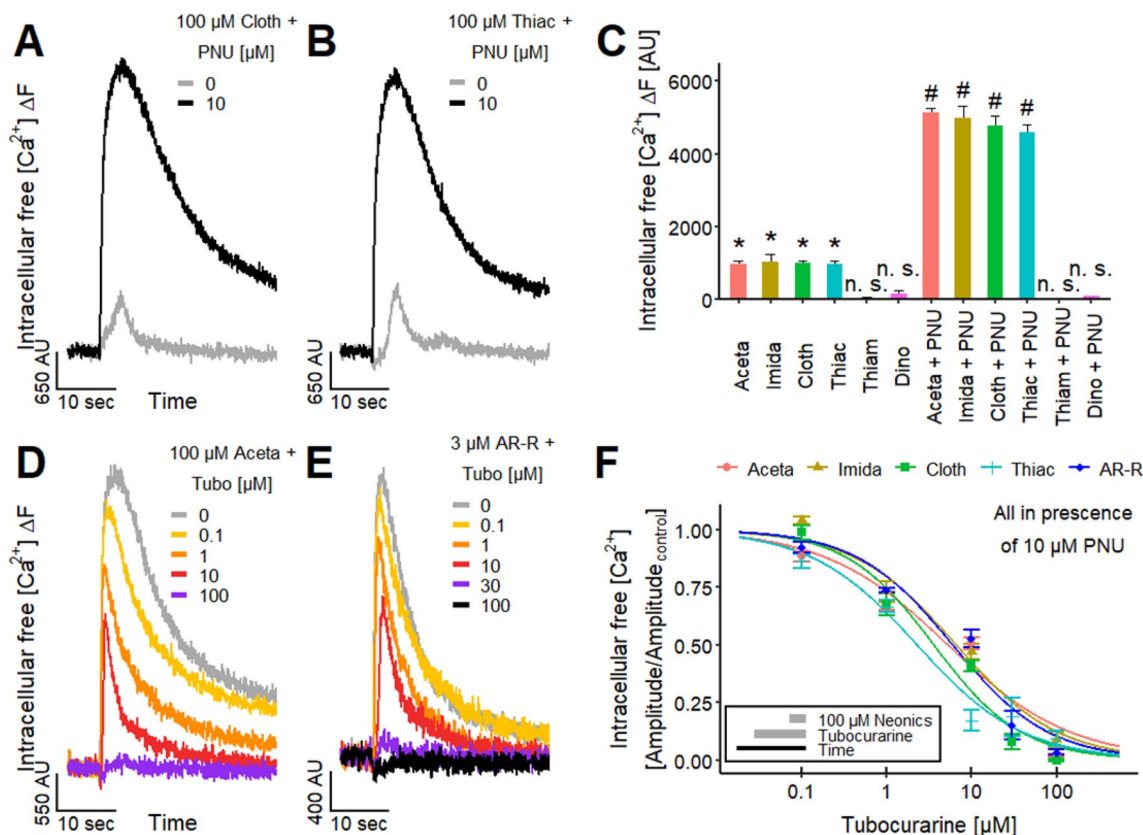 A
100 µM Cloth +
PNU [µM]
0
10
Intracellular free [Ca²⁺] ΔF
650 AU
10 sec
Time
B
100 µM Thiac +
PNU [µM]
0
10
650 AU
10 sec
C
Intracellular free [Ca²⁺] ΔF [AU]
6000
4000
2000
0
*
*
*
*
n. s.
n. s.
#
#
#
#
n. s.
n. s.
Aceta
Imida
Cloth
Thiac
Thiam
Dino
Aceta + PNU
Imida + PNU
Cloth + PNU
Thiac + PNU
Thiam + PNU
Dino + PNU
D
100 µM Aceta +
Tubo [µM]
0
0.1
1
10
100
Intracellular free [Ca²⁺] ΔF
550 AU
10 sec
Time
E
3 µM AR-R +
Tubo [µM]
0
0.1
1
10
30
100
400 AU
10 sec
F
Aceta
Imida
Cloth
Thiac
AR-R
All in prescence
of 10 µM PNU
Intracellular free [Ca²⁺]
[Amplitude/Amplitude_control]
1.00
0.75
0.50
0.25
0.00
100 µM Neonics
Tubocurarine
Time
0.1
1
10
100
Tubocurarine [µM]